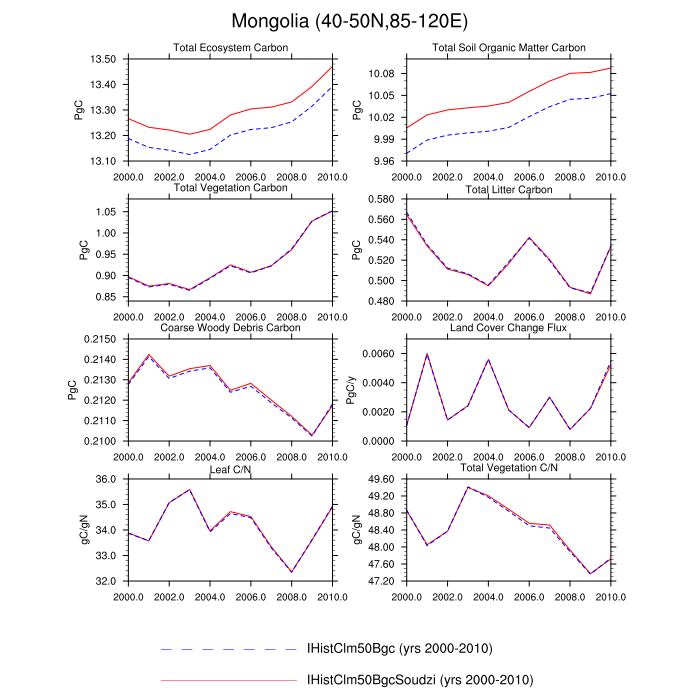 Mongolia (40-50N,85-120E)
Total Ecosystem Carbon
PgC
13.50
13.40
13.30
13.20
13.10
2000.0 2002.0 2004.0 2006.0 2008.0 2010.0
Total Soil Organic Matter Carbon
PgC
10.08
10.05
10.02
9.99
9.96
2000.0 2002.0 2004.0 2006.0 2008.0 2010.0
Total Vegetation Carbon
PgC
1.05
1.00
0.95
0.90
0.85
2000.0 2002.0 2004.0 2006.0 2008.0 2010.0
Total Litter Carbon
PgC
0.580
0.560
0.540
0.520
0.500
0.480
2000.0 2002.0 2004.0 2006.0 2008.0 2010.0
Coarse Woody Debris Carbon
PgC
0.2150
0.2140
0.2130
0.2120
0.2110
0.2100
2000.0 2002.0 2004.0 2006.0 2008.0 2010.0
Land Cover Change Flux
PgC/y
0.0060
0.0040
0.0020
0.0000
2000.0 2002.0 2004.0 2006.0 2008.0 2010.0
Leaf C/N
gC/gN
36.0
35.0
34.0
33.0
32.0
2000.0 2002.0 2004.0 2006.0 2008.0 2010.0
Total Vegetation C/N
gC/gN
49.60
49.20
48.80
48.40
48.00
47.60
47.20
2000.0 2002.0 2004.0 2006.0 2008.0 2010.0
IHistClm50Bgc (yrs 2000-2010)
IHistClm50BgcSoudzi (yrs 2000-2010)